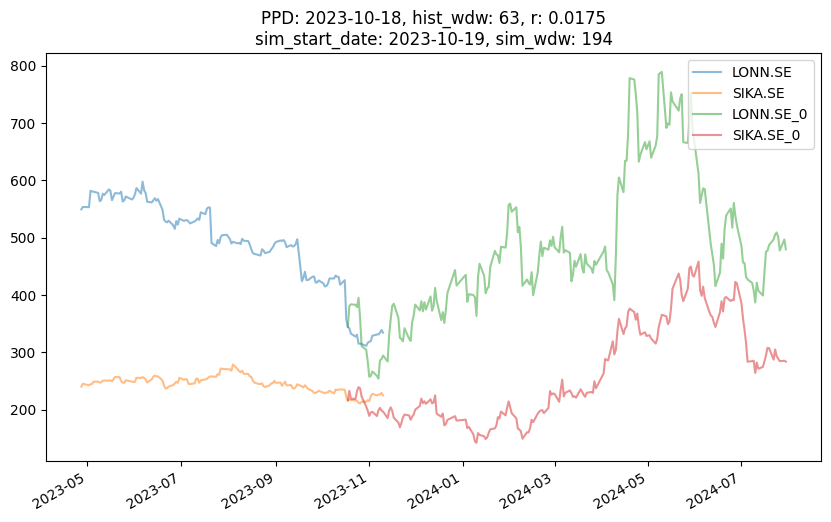 PPD: 2023-10-18, hist_wdw: 63, r: 0.0175
sim_start_date: 2023-10-19, sim_wdw: 194
LONN.SE
SIKA.SE
LONN.SE_0
SIKA.SE_0
800
700
600
500
400
300
200
2023-05
2023-07
2023-09
2023-11
2024-01
2024-03
2024-05
2024-07